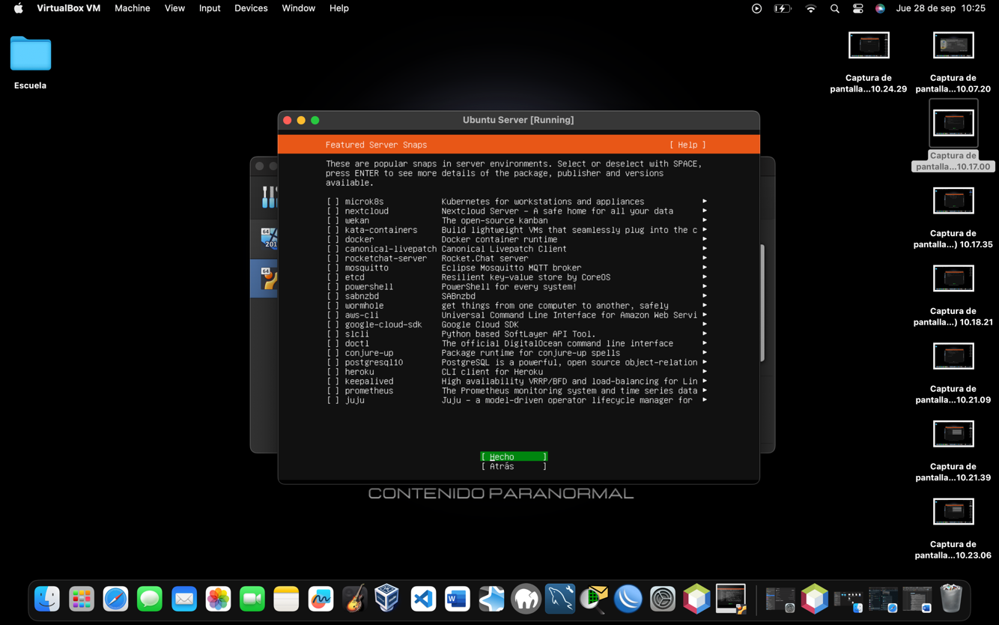 VirtualBox VM Machine View Input Devices Window Help Jue 28 de sep 10:25
Escuela
Captura de
pantalla...10.24.29
Captura de
pantalla...10.07.20
Captura de
pantalla...10.17.00
Captura de
pantalla...) 10.17.35
Captura de
pantalla...) 10.18.21
Captura de
pantalla...10.21.09
Captura de
pantalla...10.21.39
Captura de
pantalla...10.23.06
Ubuntu Server [Running]
Featured Server Snaps [ Help ]
These are popular snaps in server environments. Select or deselect with SPACE,
press ENTER to see more details of the package, publisher and versions
available.
[ ] microk8s Kubernetes for workstations and appliances ▸
[ ] nextcloud Nextcloud Server - A safe home for all your data ▸
[ ] wekan The open-source kanban ▸
[ ] kata-containers Build lightweight VMs that seamlessly plug into the c ▸
[ ] docker Docker container runtime ▸
[ ] canonical-livepatch Canonical Livepatch Client ▸
[ ] rocketchat-server Rocket.Chat server ▸
[ ] mosquitto Eclipse Mosquitto MQTT broker ▸
[ ] etcd Resilient key-value store by CoreOS ▸
[ ] powershell PowerShell for every system! ▸
[ ] sabnzbd SABnzbd ▸
[ ] wormhole get things from one computer to another, safely ▸
[ ] aws-cli Universal Command Line Interface for Amazon Web Servi ▸
[ ] google-cloud-sdk Google Cloud SDK ▸
[ ] slcli Python based SoftLayer API Tool. ▸
[ ] doctl The official DigitalOcean command line interface ▸
[ ] conjure-up Package runtime for conjure-up spells ▸
[ ] postgresql10 PostgreSQL is a powerful, open source object-relation ▸
[ ] heroku CLI client for Heroku ▸
[ ] keepalived High availability VRRP/BFD and load-balancing for Lin ▸
[ ] prometheus The Prometheus monitoring system and time series data ▸
[ ] juju Juju - a model-driven operator lifecycle manager for ▸
[ Hecho ]
[ Atrás ]
64
201
64
CONTENIDO PARANORMAL